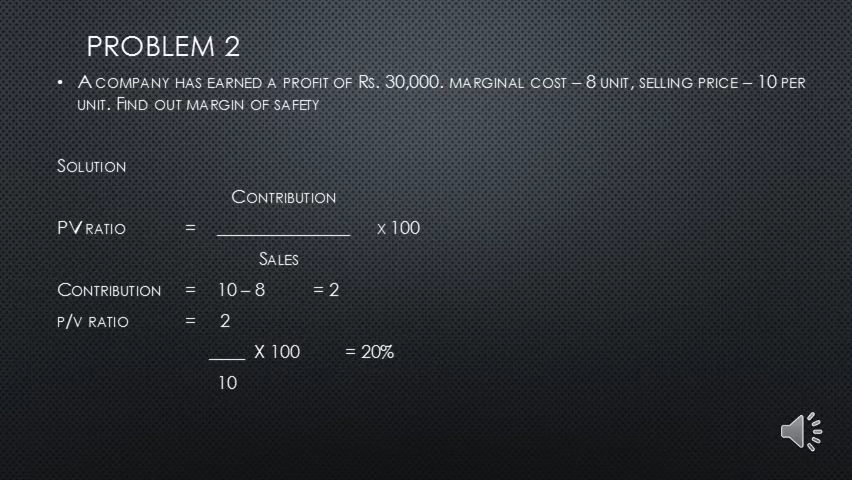 PROBLEM 2
• A COMPANY HAS EARNED A PROFIT OF RS. 30,000. MARGINAL COST – 8 UNIT, SELLING PRICE – 10 PER
UNIT. FIND OUT MARGIN OF SAFETY
SOLUTION
CONTRIBUTION
PV RATIO = ______________ X 100
SALES
CONTRIBUTION = 10 – 8 = 2
P/V RATIO = 2
____ X 100 = 20%
10